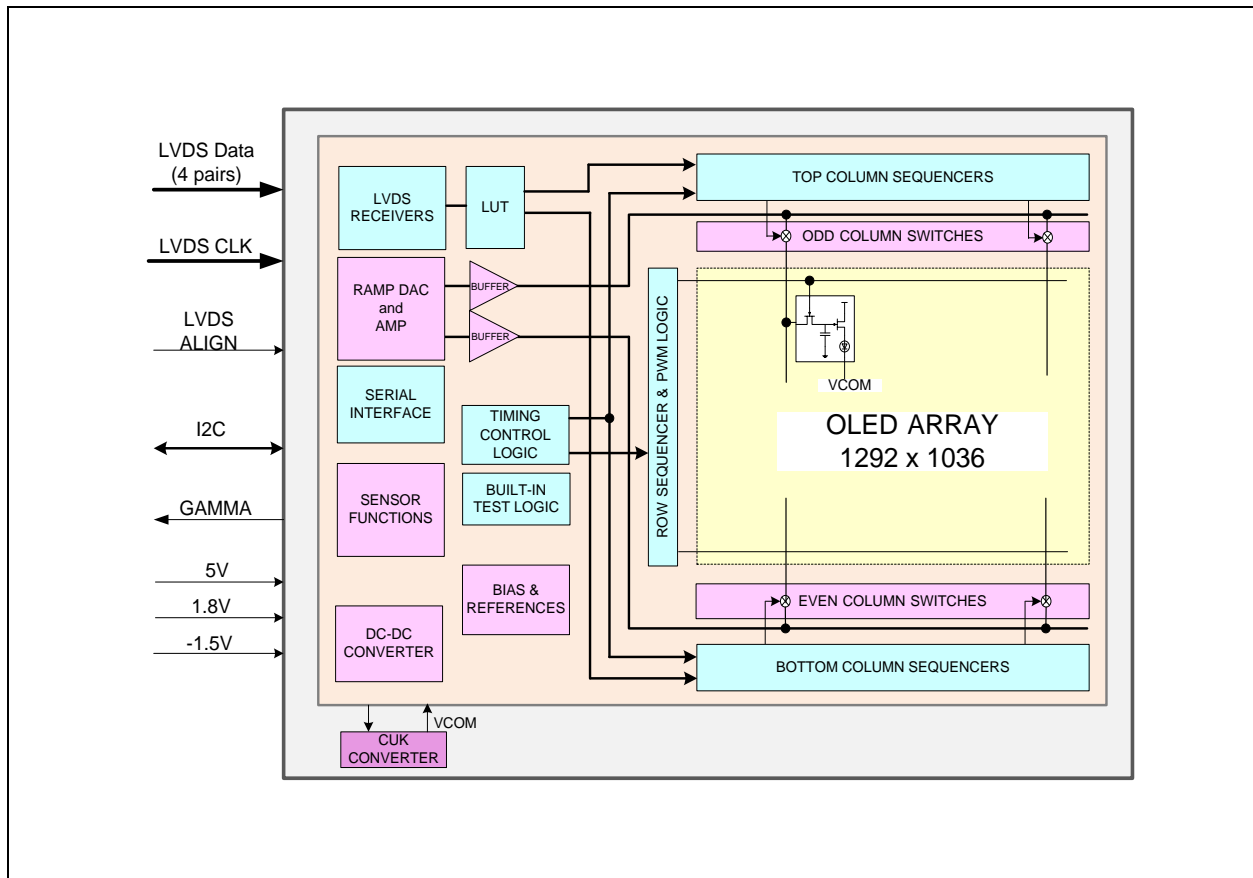 LVDS Data
(4 pairs)
LVDS CLK
LVDS
ALIGN
I2C
GAMMA
5V
1.8V
-1.5V
LVDS
RECEIVERS
LUT
RAMP DAC
and
AMP
BUFFER
BUFFER
SERIAL
INTERFACE
TIMING
CONTROL
LOGIC
SENSOR
FUNCTIONS
BUILT-IN
TEST LOGIC
BIAS &
REFERENCES
DC-DC
CONVERTER
VCOM
CUK
CONVERTER
ROW SEQUENCER & PWM LOGIC
TOP COLUMN SEQUENCERS
ODD COLUMN SWITCHES
VCOM
OLED ARRAY
1292 x 1036
EVEN COLUMN SWITCHES
BOTTOM COLUMN SEQUENCERS